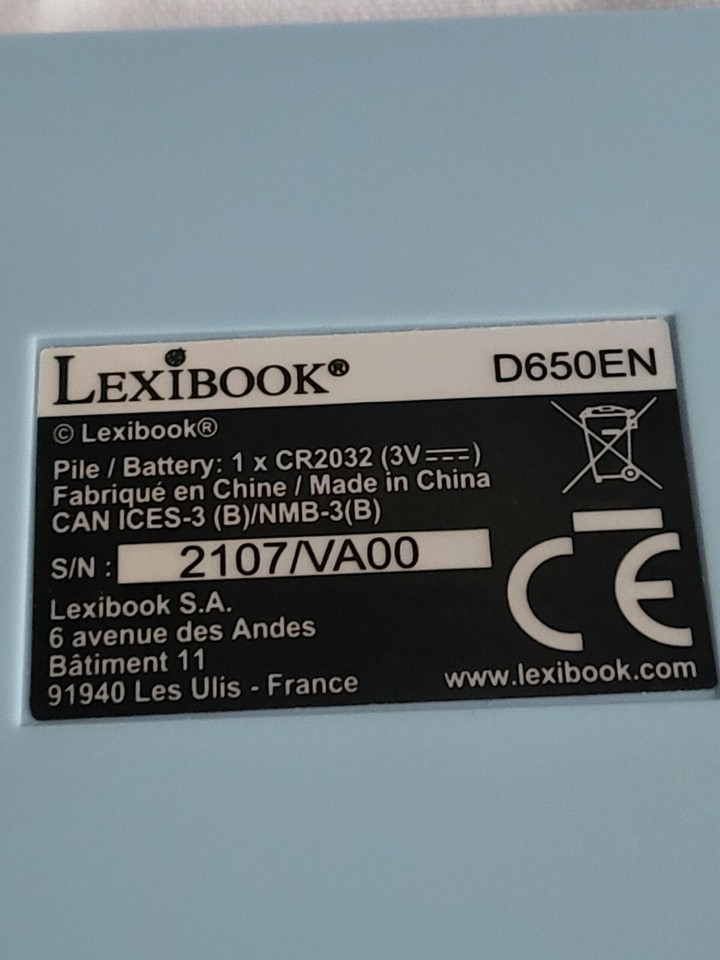 LEXIBOOK® D650EN
© Lexibook®
Pile / Battery: 1 x CR2032 (3V⎓)
Fabriqué en Chine / Made in China
CAN ICES-3 (B)/NMB-3(B)
S/N : 2107/VA00
Lexibook S.A.
6 avenue des Andes
Bâtiment 11
91940 Les Ulis - France
www.lexibook.com
CE